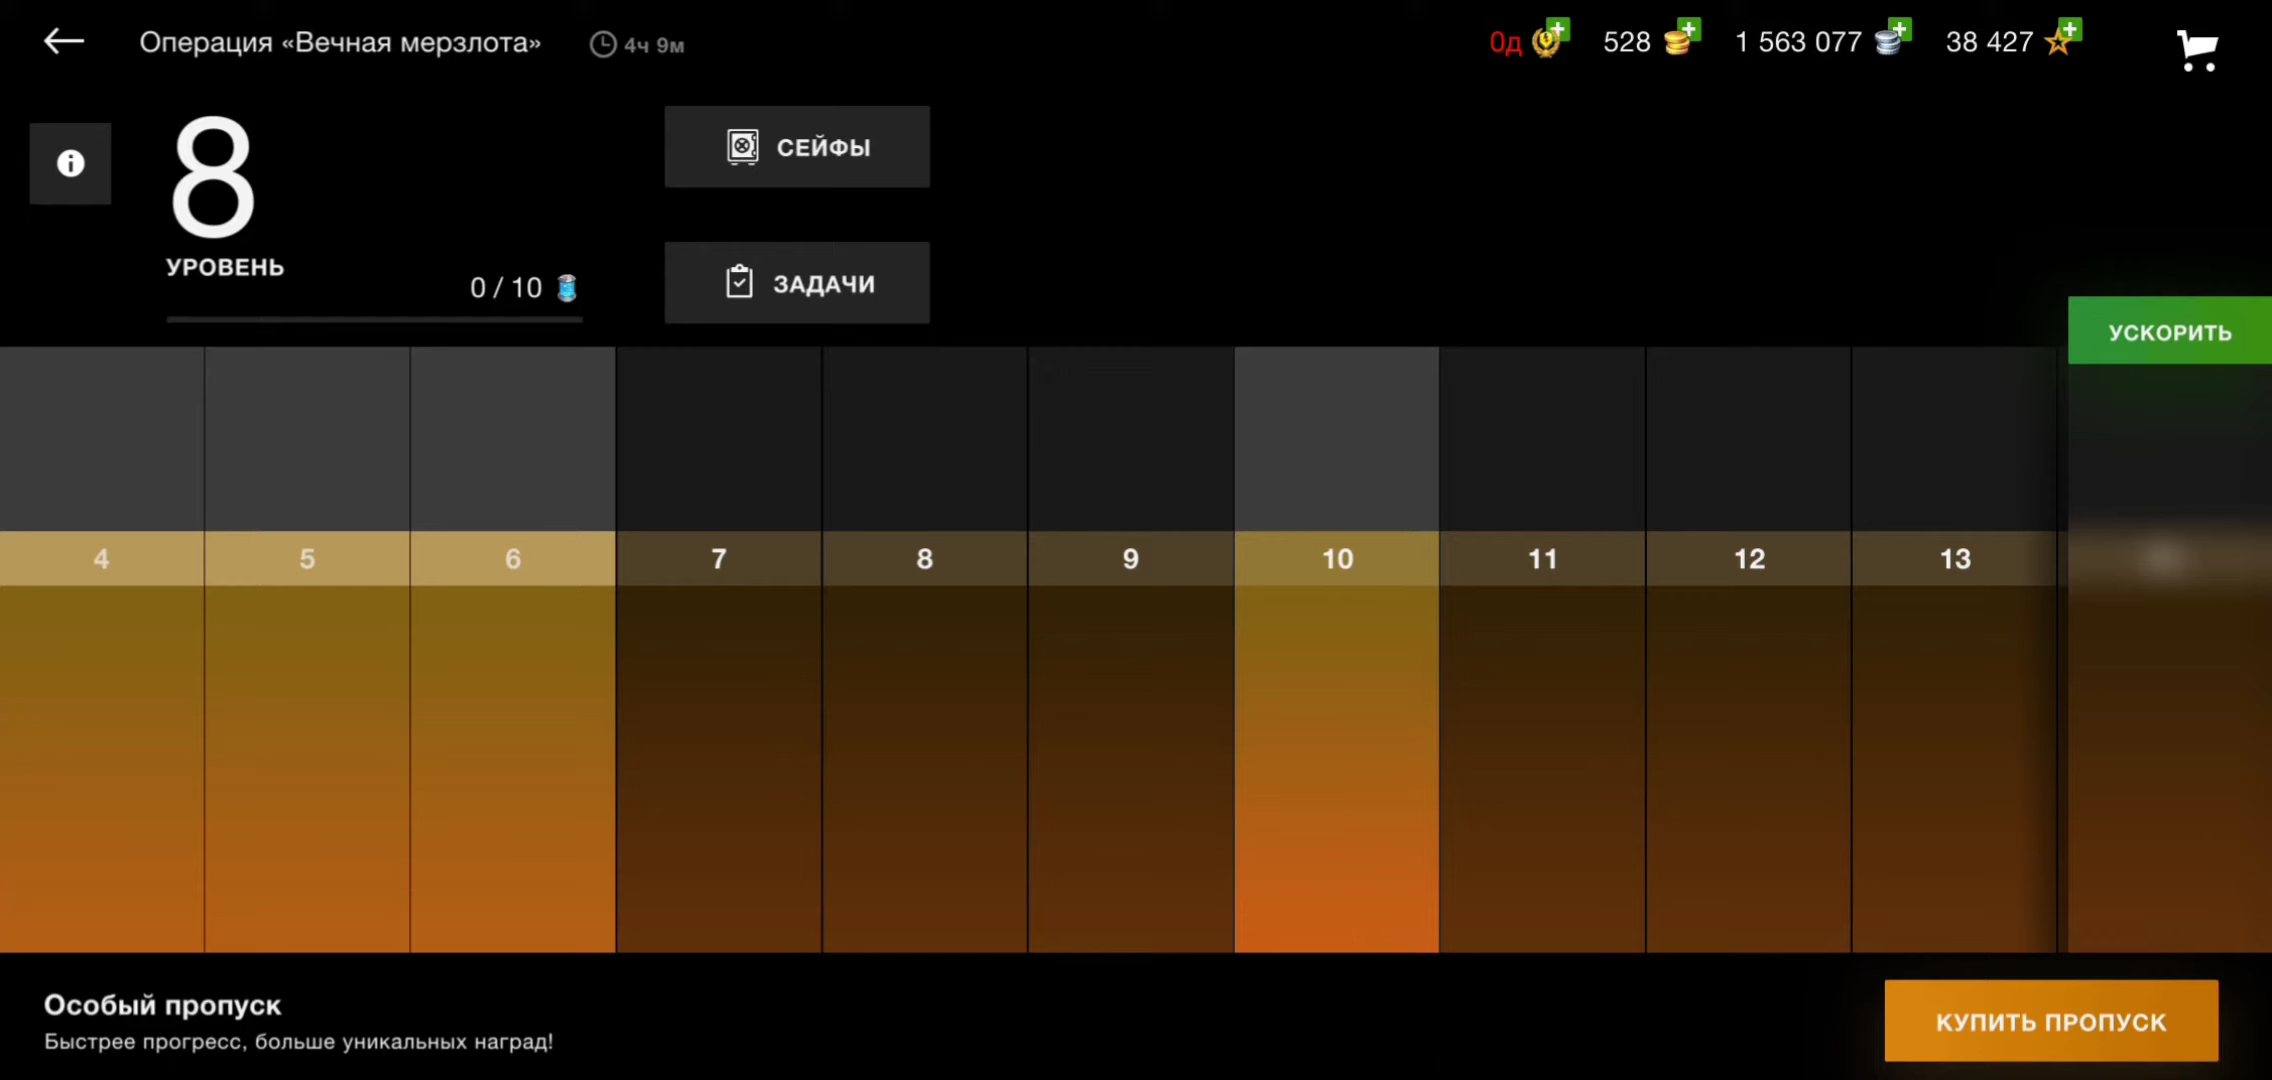 Операция «Вечная мерзлота»
4ч 9м
0д
528
1 563 077
38 427
8
УРОВЕНЬ
0 / 10
СЕЙФЫ
ЗАДАЧИ
УСКОРИТЬ
4 5 6 7 8 9 10 11 12 13
Особый пропуск
Быстрее прогресс, больше уникальных наград!
КУПИТЬ ПРОПУСК